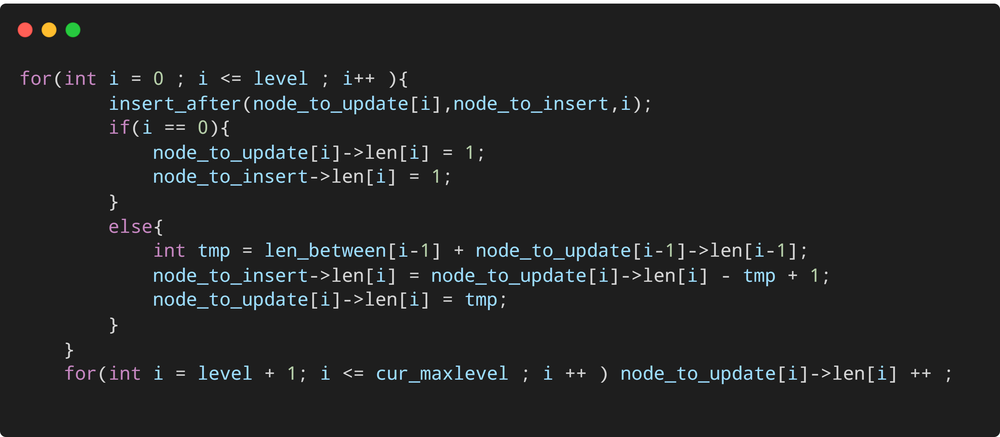 for(int i = 0 ; i <= level ; i++ ){
        insert_after(node_to_update[i],node_to_insert,i);
        if(i == 0){
            node_to_update[i]->len[i] = 1;
            node_to_insert->len[i] = 1;
        }
        else{
            int tmp = len_between[i-1] + node_to_update[i-1]->len[i-1];
            node_to_insert->len[i] = node_to_update[i]->len[i] - tmp + 1;
            node_to_update[i]->len[i] = tmp;
        }
    }
    for(int i = level + 1; i <= cur_maxlevel ; i ++ ) node_to_update[i]->len[i] ++ ;